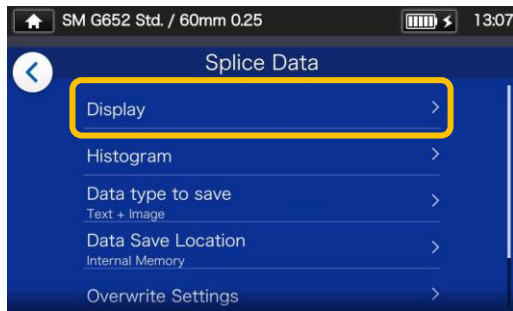 SM G652 Std. / 60mm 0.25
13:07
Splice Data
Display
Histogram
Data type to save
Text + Image
Data Save Location
Internal Memory
Overwrite Settings